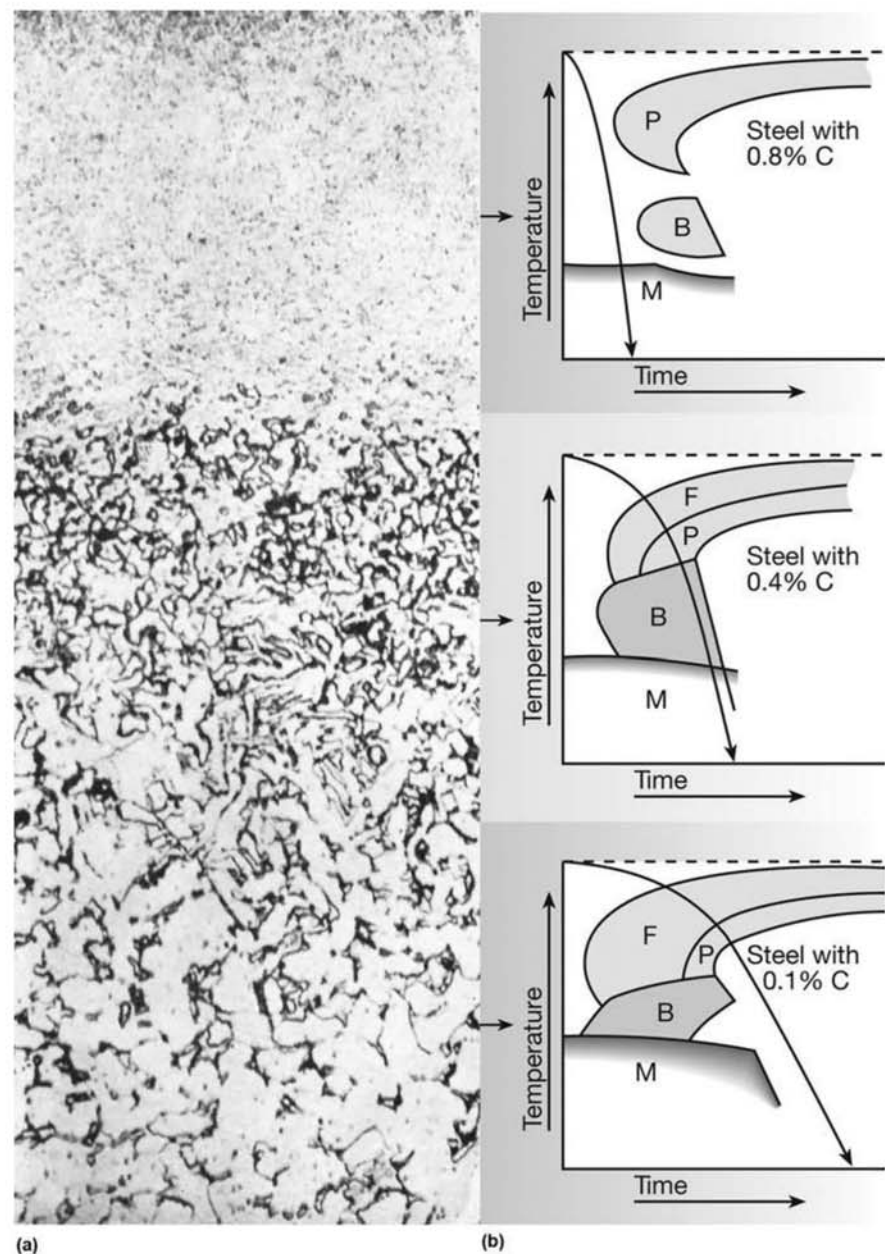 P
Steel with
0.8% C
B
M
Temperature
Time
F
P
Steel with
0.4% C
B
M
Temperature
Time
F
P
Steel with
0.1% C
B
M
Temperature
Time
(a)
(b)